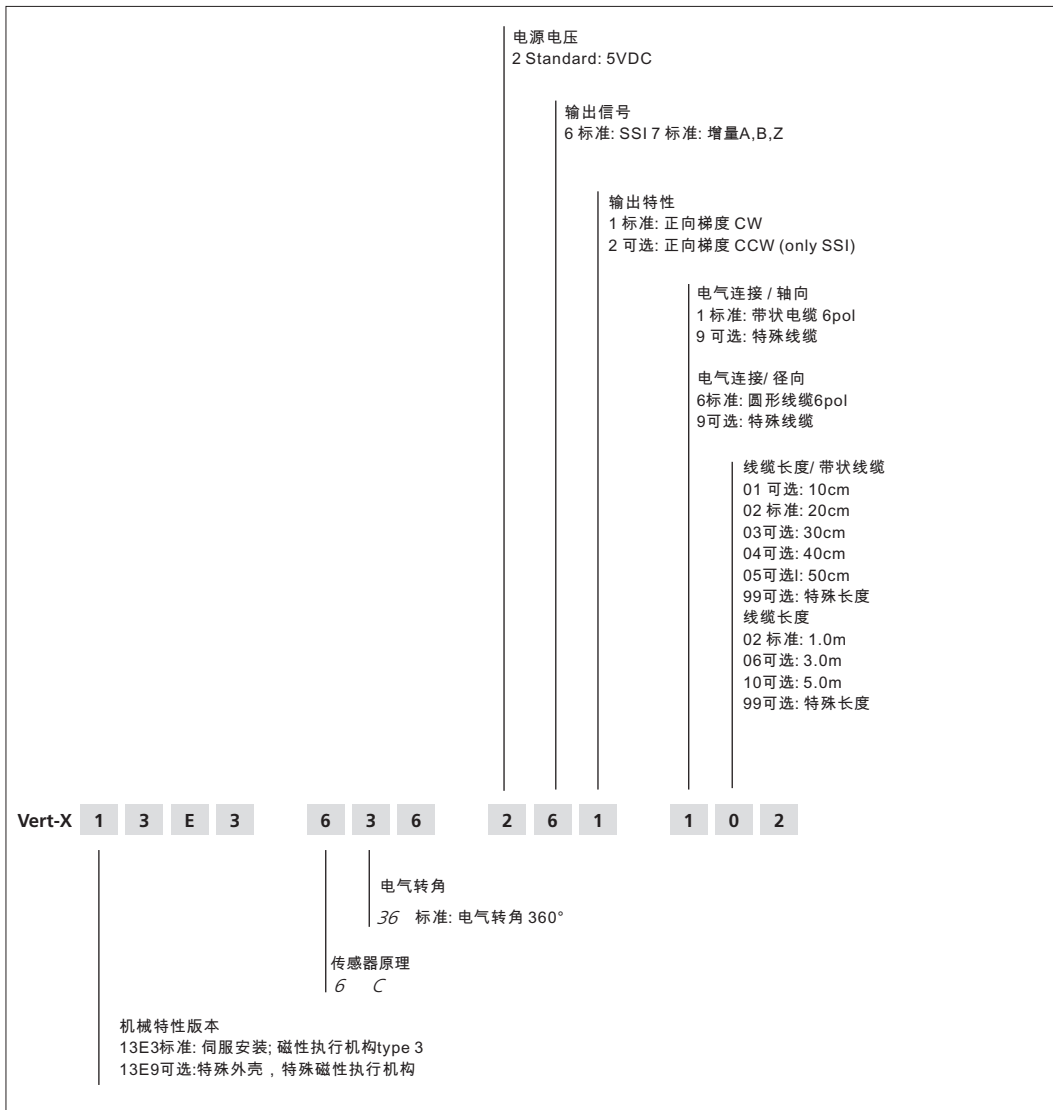 电源电压
2 Standard: 5VDC
输出信号
6 标准: SSI 7 标准: 增量A,B,Z
输出特性
1 标准: 正向梯度 CW
2 可选: 正向梯度 CCW (only SSI)
电气连接 / 轴向
1 标准: 带状电缆 6pol
9 可选: 特殊线缆
电气连接/ 径向
6标准: 圆形线缆6pol
9可选: 特殊线缆
线缆长度/ 带状线缆
01 可选: 10cm
02 标准: 20cm
03可选: 30cm
04可选: 40cm
05可选l: 50cm
99可选: 特殊长度
线缆长度
02 标准: 1.0m
06可选: 3.0m
10可选: 5.0m
99可选: 特殊长度
Vert-X 1 3 E 3 6 3 6 2 6 1 1 0 2
电气转角
36 标准: 电气转角 360°
传感器原理
6 C
机械特性版本
13E3标准: 伺服安装; 磁性执行机构type 3
13E9可选:特殊外壳，特殊磁性执行机构